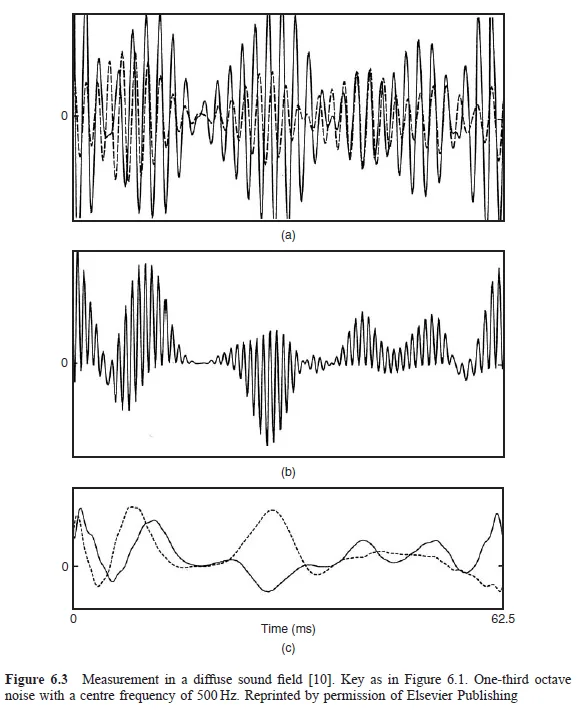 0
(a)
0
(b)
0
0
62.5
Time (ms)
(c)
Figure 6.3 Measurement in a diffuse sound field [10]. Key as in Figure 6.1. One-third octave
noise with a centre frequency of 500 Hz. Reprinted by permission of Elsevier Publishing